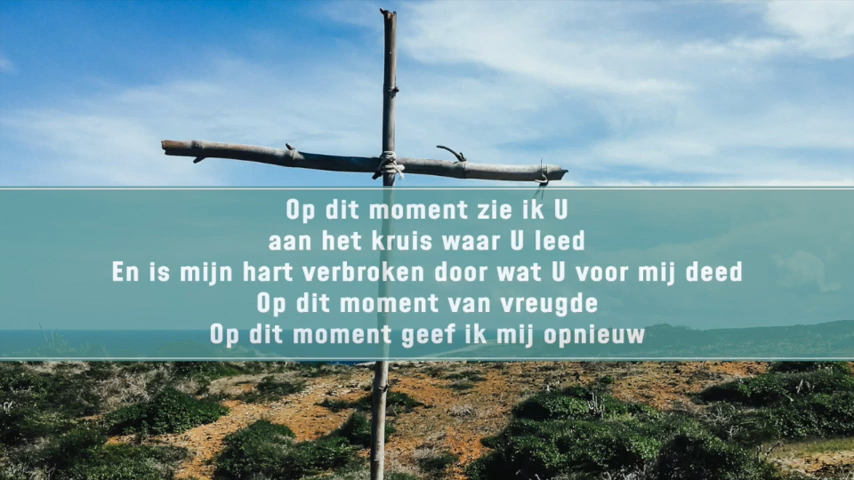 Op dit moment zie ik U
aan het kruis waar U leed
En is mijn hart verbroken door wat U voor mij deed
Op dit moment van vreugde
Op dit moment geef ik mij opnieuw